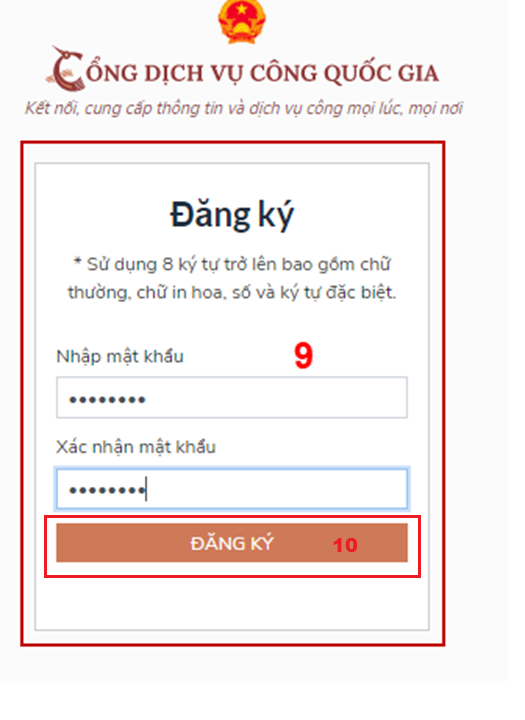 CỔNG DỊCH VỤ CÔNG QUỐC GIA
Kết nối, cung cấp thông tin và dịch vụ công mọi lúc, mọi nơi
Đăng ký
* Sử dụng 8 ký tự trở lên bao gồm chữ
thường, chữ in hoa, số và ký tự đặc biệt.
Nhập mật khẩu 9
••••••••
Xác nhận mật khẩu
••••••••
ĐĂNG KÝ 10